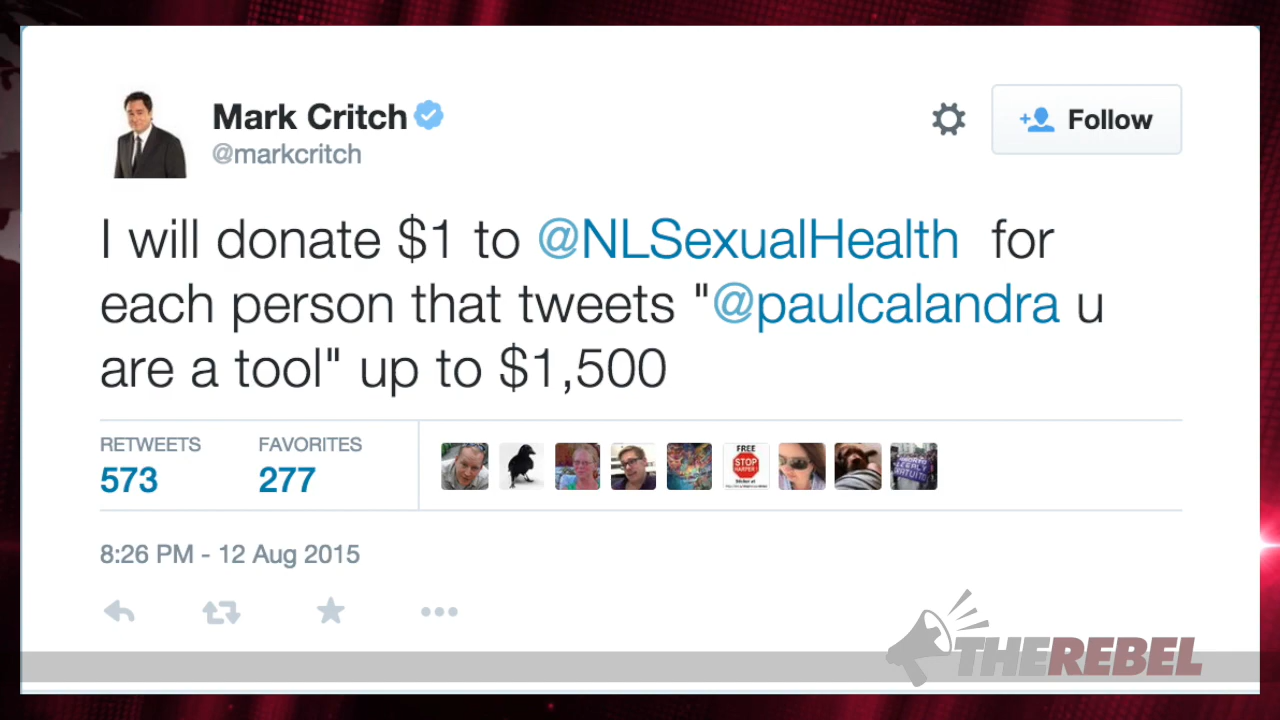 Mark Critch
@markcritch
Follow
I will donate $1 to @NLSexualHealth for
each person that tweets "@paulcalandra u
are a tool" up to $1,500
RETWEETS
573
FAVORITES
277
FREE
STOP
HARPER
8:26 PM - 12 Aug 2015
THEREBEL